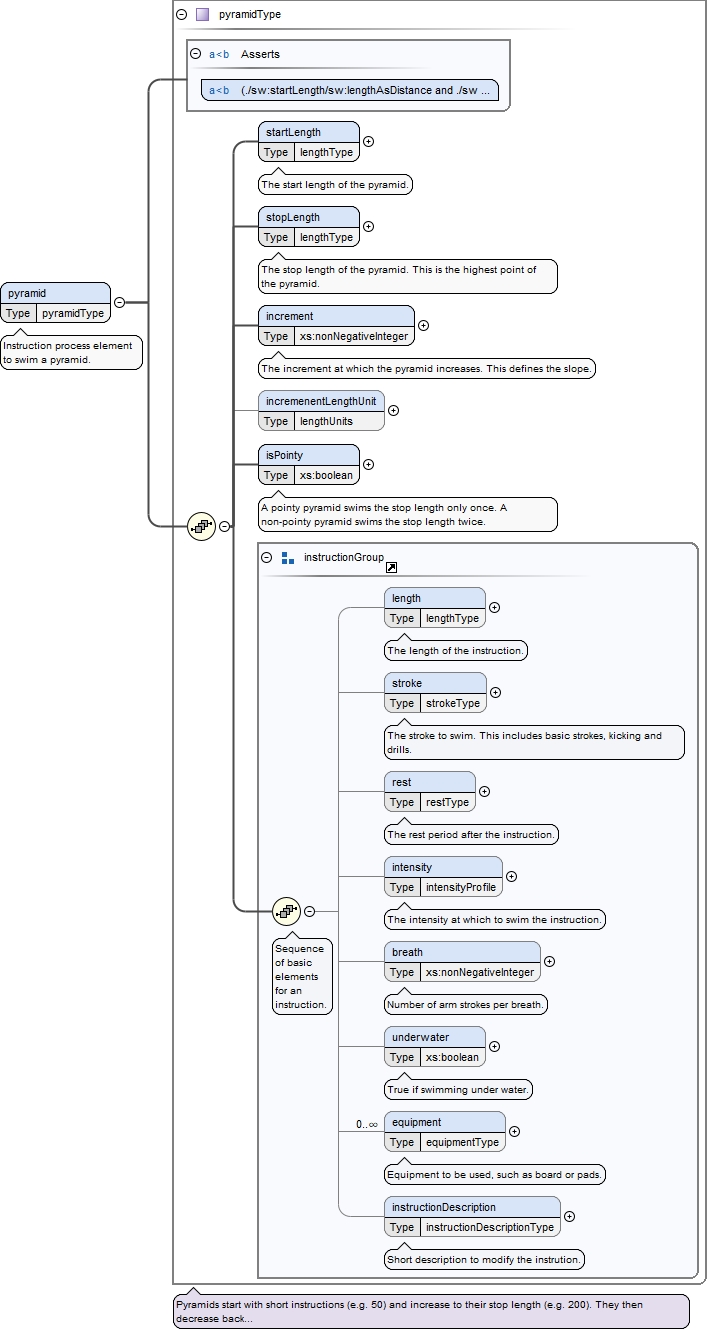 pyramidType
a<b Asserts
a<b (./sw:startLength/sw:lengthAsDistance and ./sw ...
startLength
Type lengthType
The start length of the pyramid.
stopLength
Type lengthType
The stop length of the pyramid. This is the highest point of
the pyramid.
pyramid
Type pyramidType
Instruction process element
to swim a pyramid.
increment
Type xs:nonNegativeInteger
The increment at which the pyramid increases. This defines the slope.
incremenentLengthUnit
Type lengthUnits
isPointy
Type xs:boolean
A pointy pyramid swims the stop length only once. A
non-pointy pyramid swims the stop length twice.
instructionGroup
length
Type lengthType
The length of the instruction.
stroke
Type strokeType
The stroke to swim. This includes basic strokes, kicking and
drills.
rest
Type restType
The rest period after the instruction.
intensity
Type intensityProfile
The intensity at which to swim the instruction.
Sequence
of basic
elements
for an
instruction.
breath
Type xs:nonNegativeInteger
Number of arm strokes per breath.
underwater
Type xs:boolean
True if swimming under water.
0..∞
equipment
Type equipmentType
Equipment to be used, such as board or pads.
instructionDescription
Type instructionDescriptionType
Short description to modify the instrution.
Pyramids start with short instructions (e.g. 50) and increase to their stop length (e.g. 200). They then
decrease back...